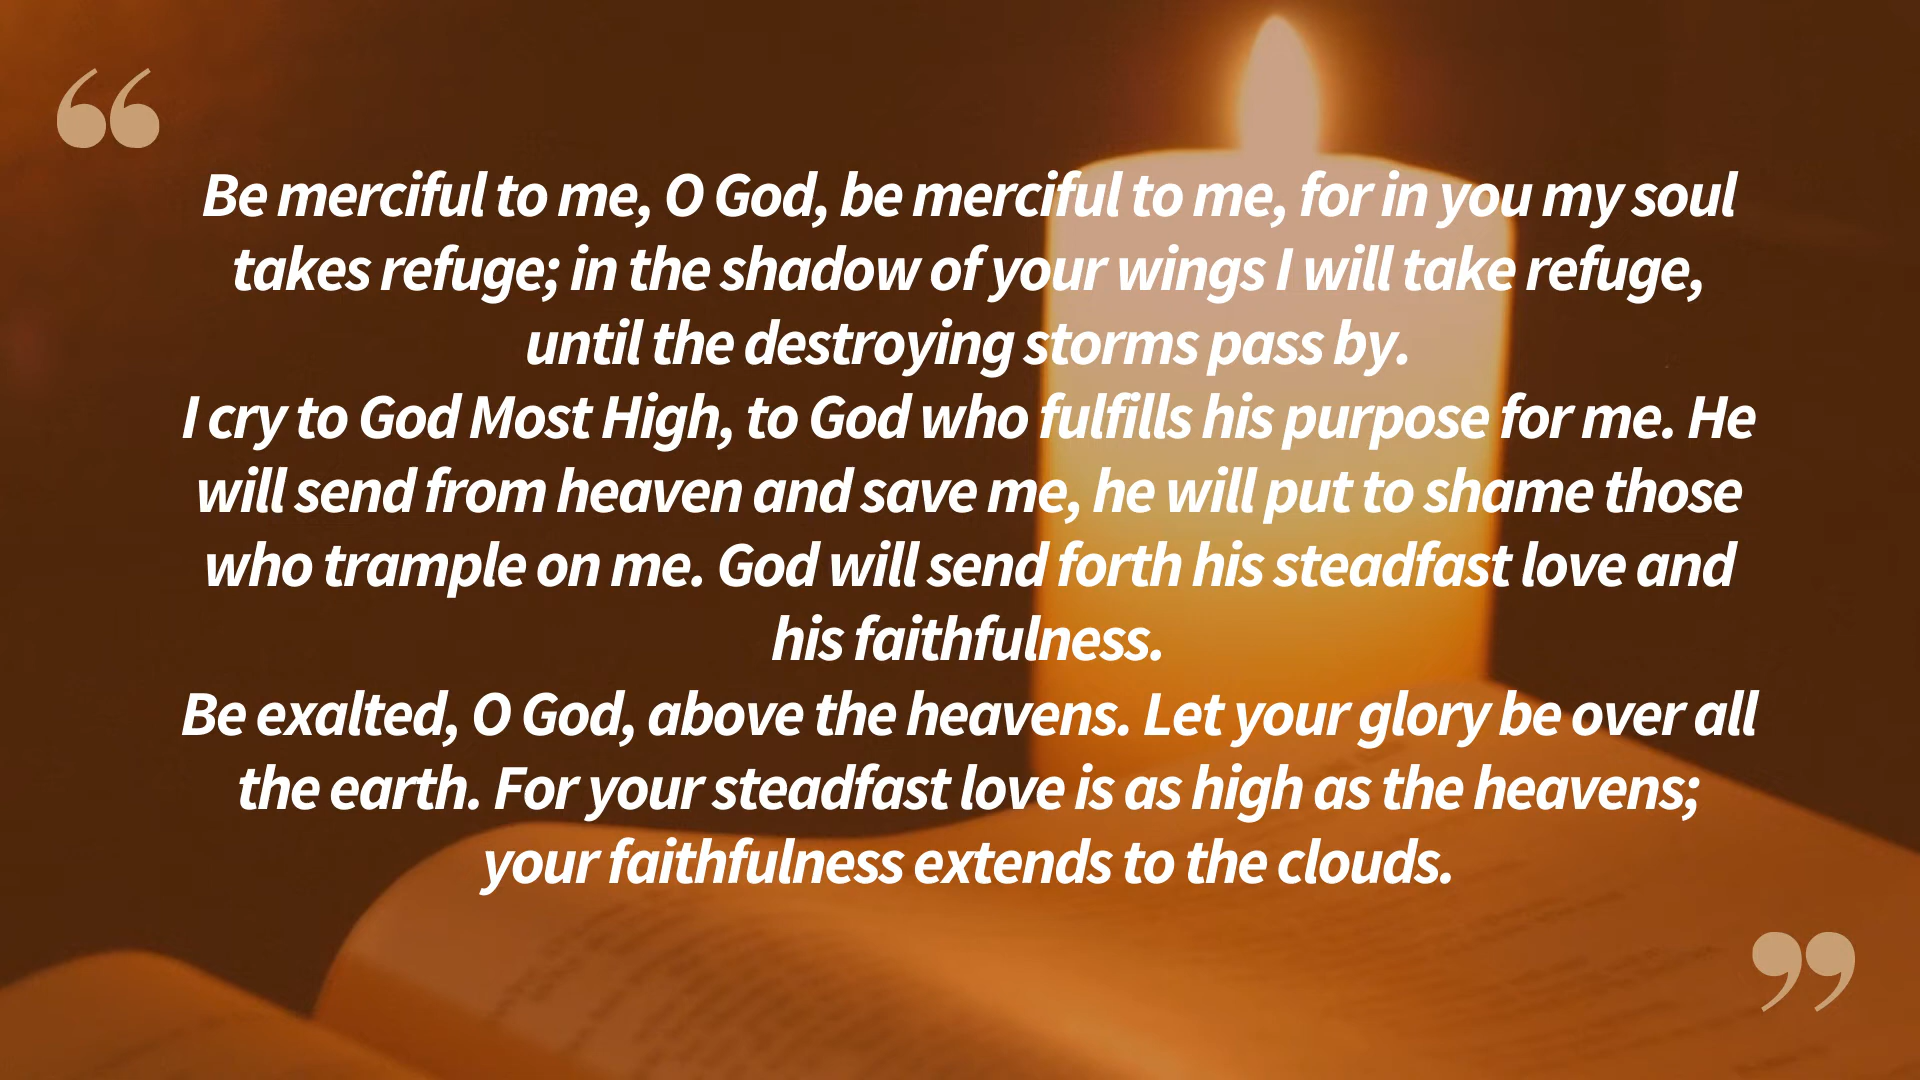 “
Be merciful to me, O God, be merciful to me, for in you my soul
takes refuge; in the shadow of your wings I will take refuge,
until the destroying storms pass by.
I cry to God Most High, to God who fulfills his purpose for me. He
will send from heaven and save me, he will put to shame those
who trample on me. God will send forth his steadfast love and
his faithfulness.
Be exalted, O God, above the heavens. Let your glory be over all
the earth. For your steadfast love is as high as the heavens;
your faithfulness extends to the clouds.
”